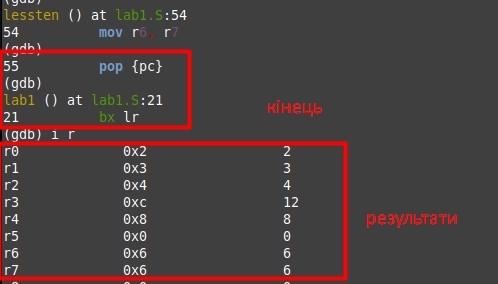 (gdb)
lessten () at lab1.S:54
54 mov r6, r7
(gdb)
55 pop {pc}
(gdb)
lab1 () at lab1.S:21
21 bx lr
(gdb) i r
кінець
r0 0x2 2
r1 0x3 3
r2 0x4 4
r3 0xc 12
r4 0x8 8
r5 0x0 0
r6 0x6 6
r7 0x6 6
результати